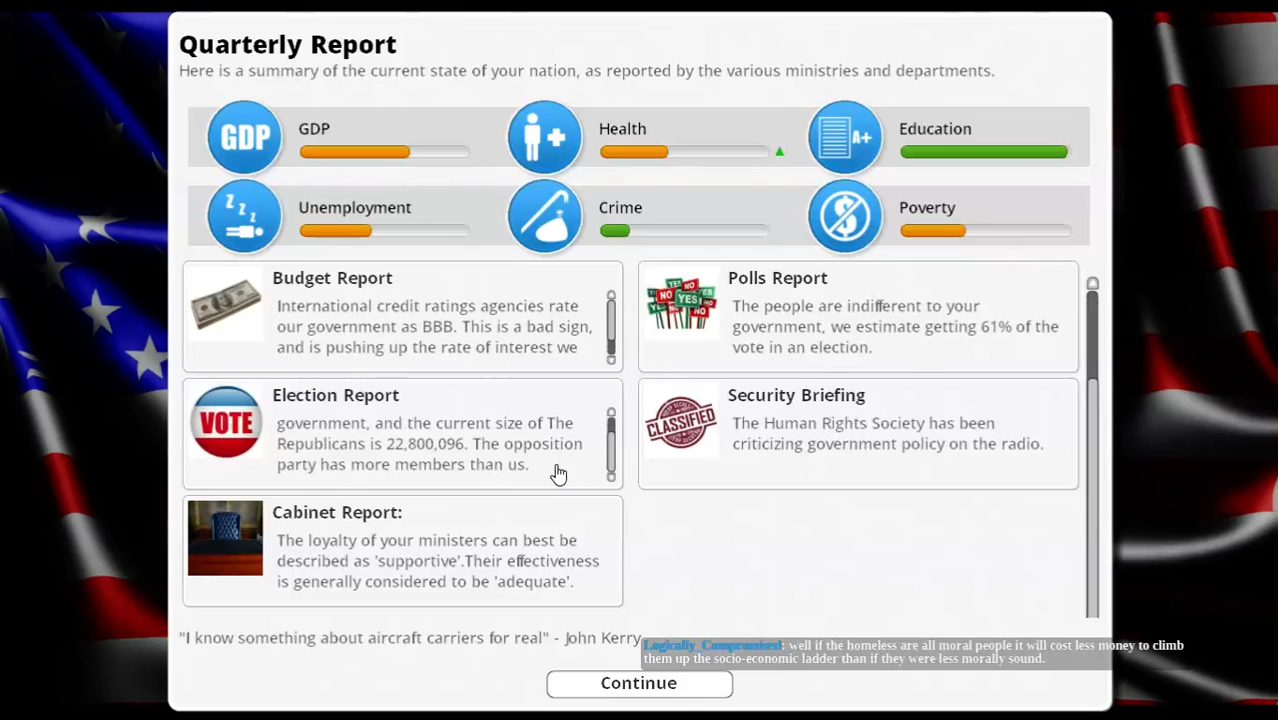 Quarterly Report
Here is a summary of the current state of your nation, as reported by the various ministries and departments.
GDP
GDP
Health
A+
Education
Z Z Z
Unemployment
Crime
$
Poverty
Budget Report
International credit ratings agencies rate
our government as BBB. This is a bad sign,
and is pushing up the rate of interest we
NO YES NO
Polls Report
The people are indifferent to your
government, we estimate getting 61% of the
vote in an election.
VOTE
Election Report
government, and the current size of The
Republicans is 22,800,096. The opposition
party has more members than us.
CLASSIFIED
Security Briefing
The Human Rights Society has been
criticizing government policy on the radio.
Cabinet Report:
The loyalty of your ministers can best be
described as 'supportive'.Their effectiveness
is generally considered to be 'adequate'.
"I know something about aircraft carriers for real" - John Kerry
Logically_Compromised: well if the homeless are all moral people it will cost less money to climb
them up the socio-economic ladder than if they were less morally sound.
Continue